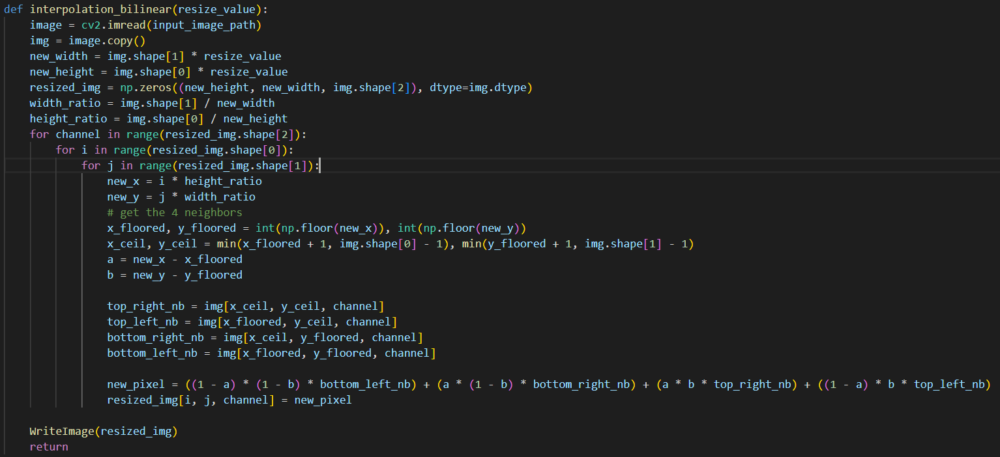 def interpolation_bilinear(resize_value):
    image = cv2.imread(input_image_path)
    img = image.copy()
    new_width = img.shape[1] * resize_value
    new_height = img.shape[0] * resize_value
    resized_img = np.zeros((new_height, new_width, img.shape[2]), dtype=img.dtype)
    width_ratio = img.shape[1] / new_width
    height_ratio = img.shape[0] / new_height
    for channel in range(resized_img.shape[2]):
        for i in range(resized_img.shape[0]):
            for j in range(resized_img.shape[1]):
                new_x = i * height_ratio
                new_y = j * width_ratio
                # get the 4 neighbors
                x_floored, y_floored = int(np.floor(new_x)), int(np.floor(new_y))
                x_ceil, y_ceil = min(x_floored + 1, img.shape[0] - 1), min(y_floored + 1, img.shape[1] - 1)
                a = new_x - x_floored
                b = new_y - y_floored

                top_right_nb = img[x_ceil, y_ceil, channel]
                top_left_nb = img[x_floored, y_ceil, channel]
                bottom_right_nb = img[x_ceil, y_floored, channel]
                bottom_left_nb = img[x_floored, y_floored, channel]

                new_pixel = ((1 - a) * (1 - b) * bottom_left_nb) + (a * (1 - b) * bottom_right_nb) + (a * b * top_right_nb) + ((1 - a) * b * top_left_nb)
                resized_img[i, j, channel] = new_pixel

    WriteImage(resized_img)
    return